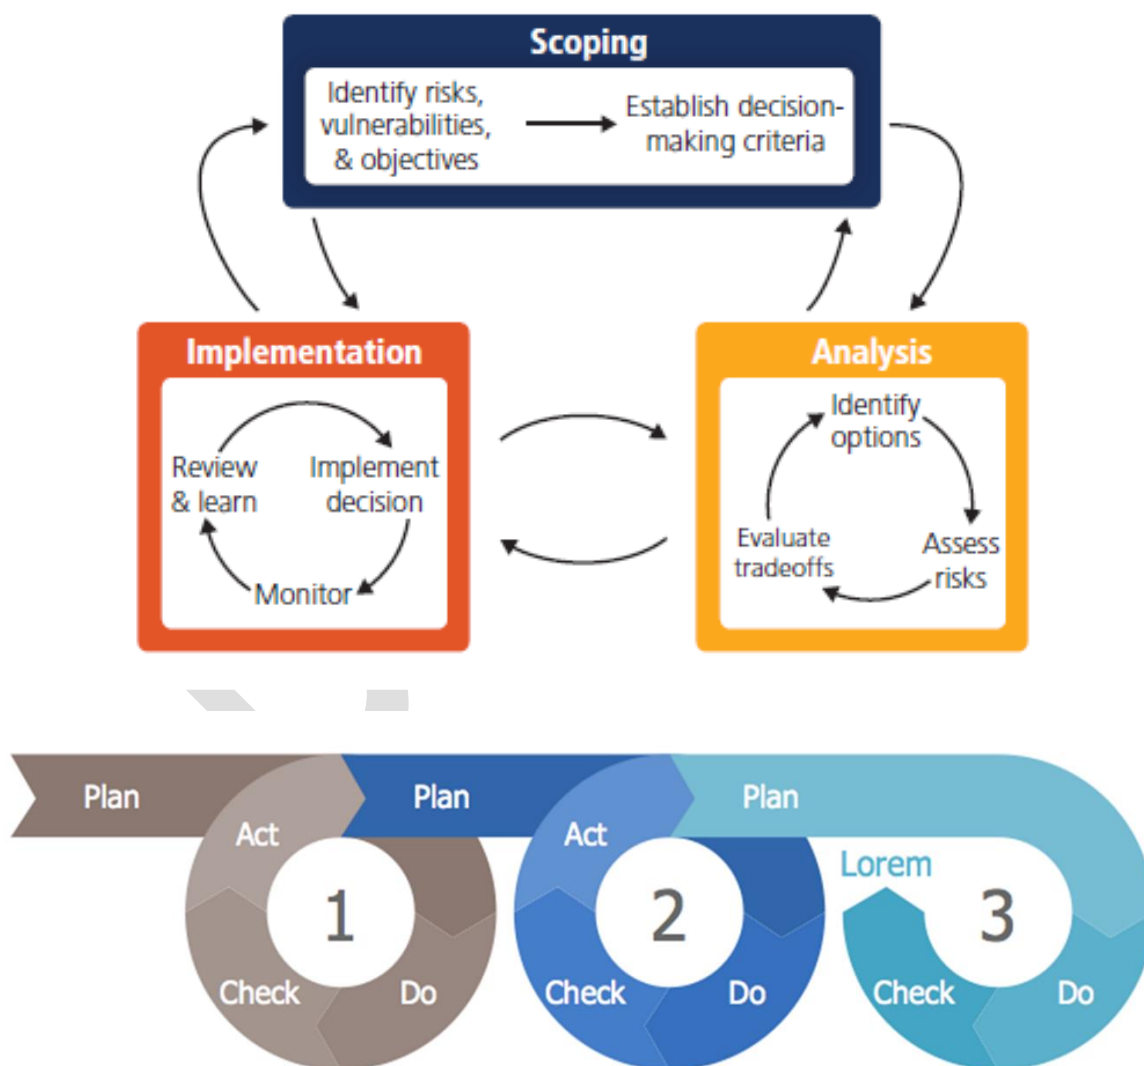 Scoping
Identify risks,
vulnerabilities,
& objectives
Establish decision-
making criteria
Implementation
Review
& learn
Implement
decision
Monitor
Analysis
Identify
options
Assess
risks
Evaluate
tradeoffs
Plan
Act
1
Check
Do
Plan
Act
2
Check
Do
Plan
Lorem
3
Check
Do